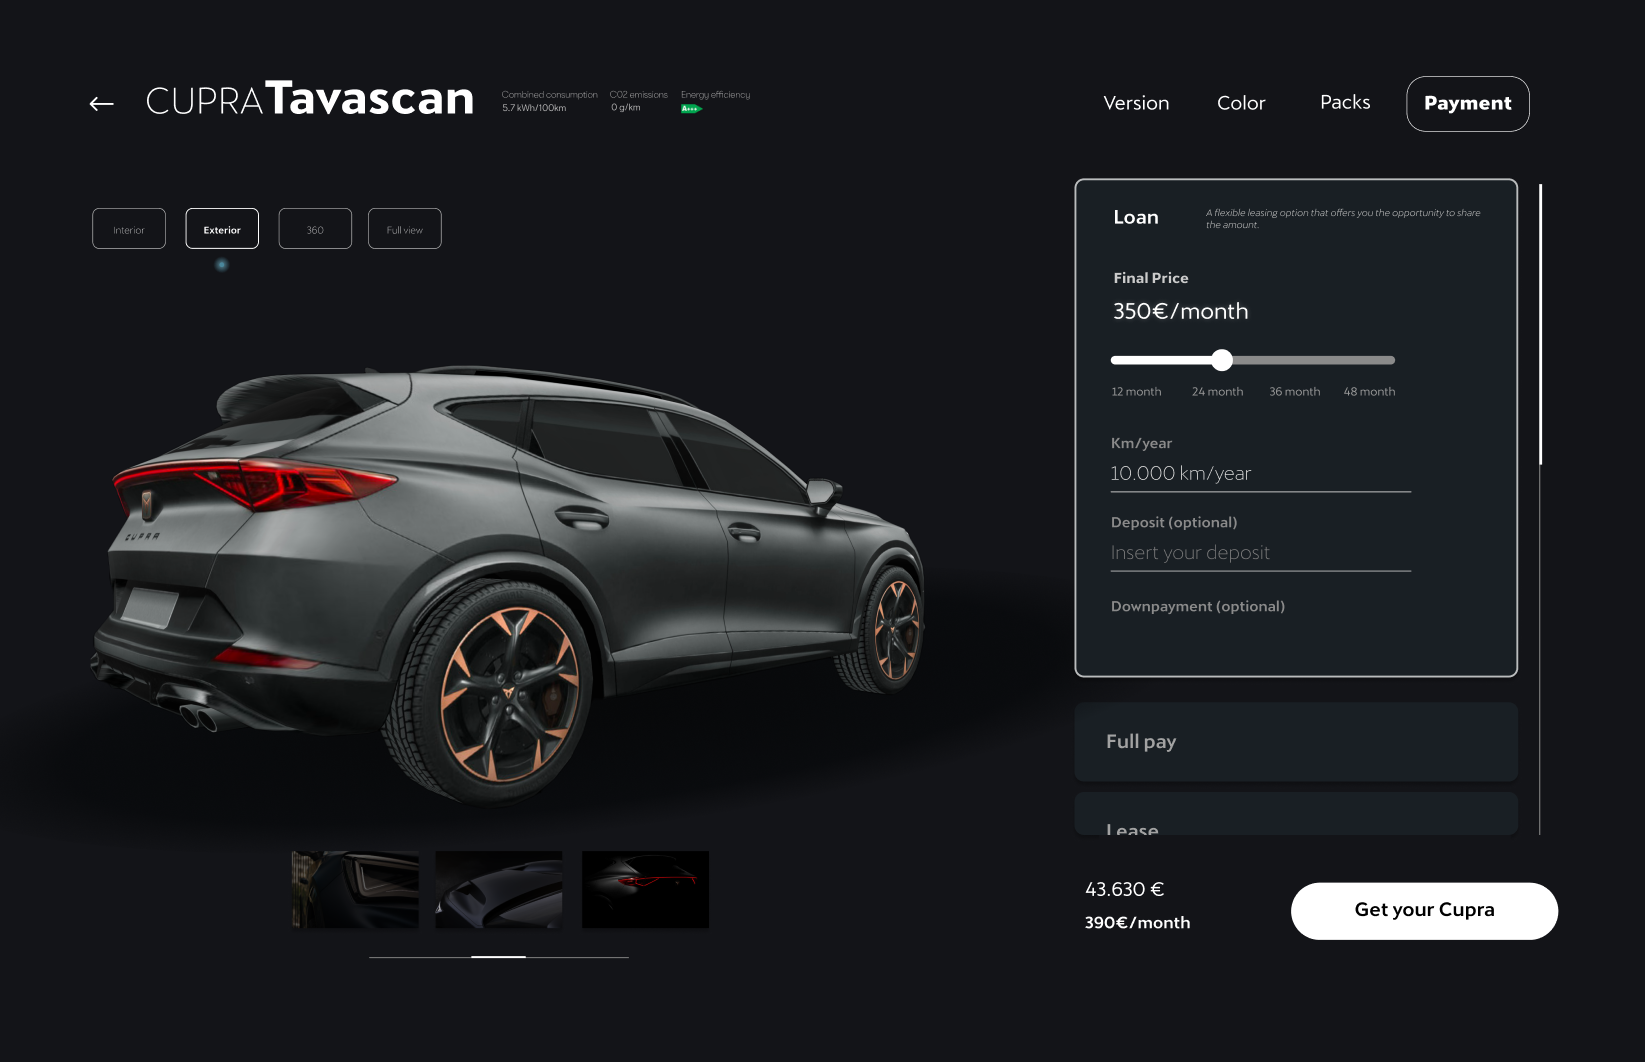 CUPRA Tavascan
Combined consumption
5.7 kWh/100km
C02 emissions
0 g/km
Energy efficiency
A+++
Version
Color
Packs
Payment
Interior
Exterior
360
Full view
CUPRA
Loan
A flexible leasing option that offers you the opportunity to share
the amount.
Final Price
350€/month
12 month
24 month
36 month
48 month
Km/year
10.000 km/year
Deposit (optional)
Insert your deposit
Downpayment (optional)
Full pay
Lease
43.630 €
390€/month
Get your Cupra